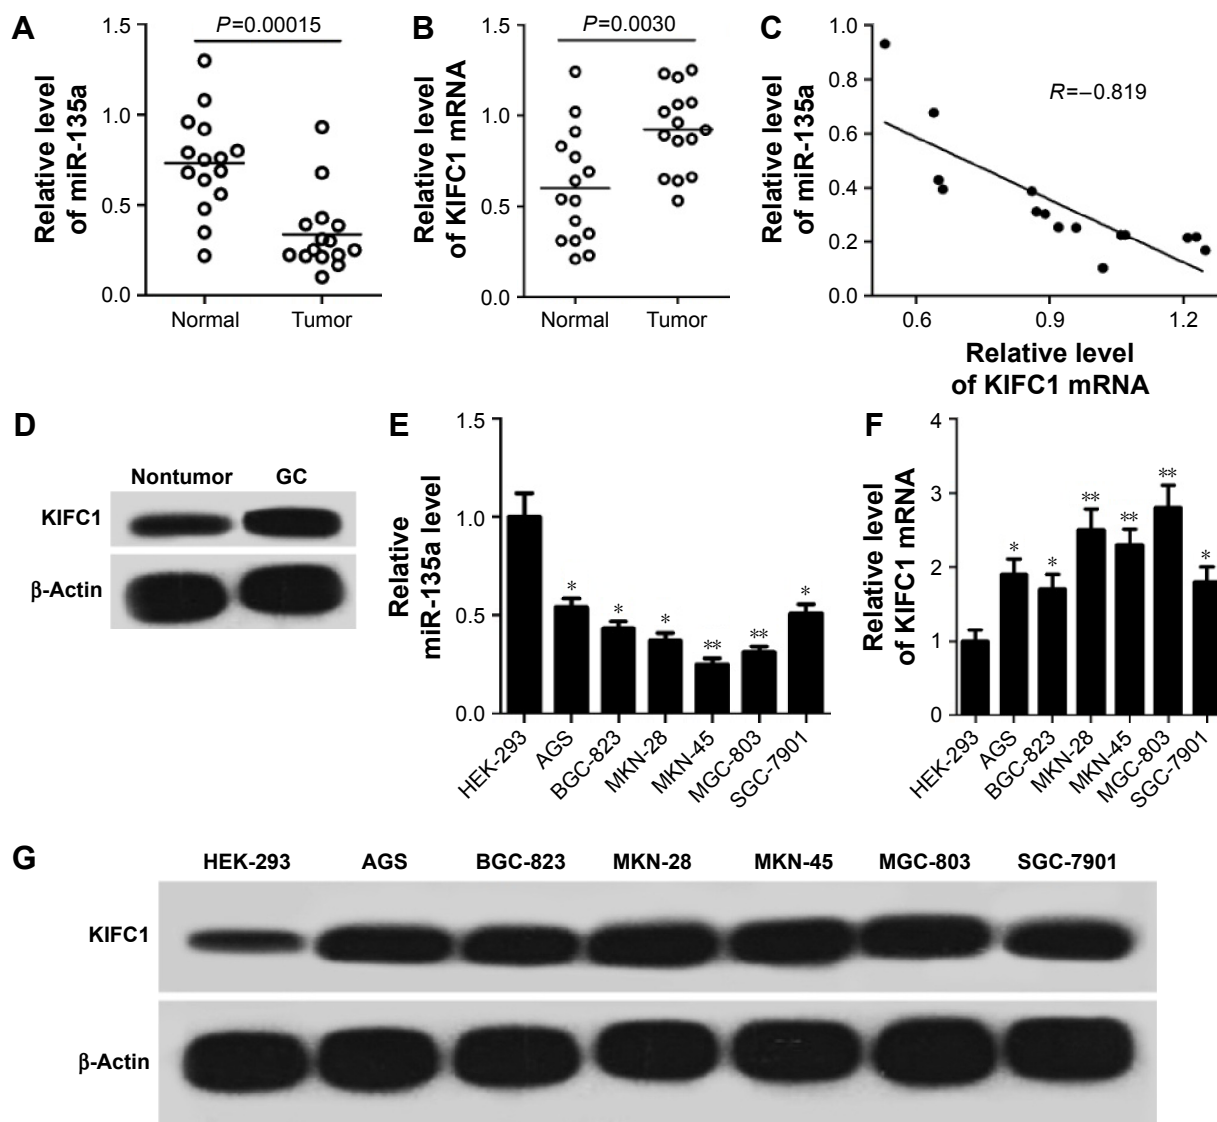 A
Relative level
of miR-135a
P=0.00015
1.5
1.0
0.5
0.0
Normal
Tumor
B
Relative level
of KIFC1 mRNA
P=0.0030
1.5
1.0
0.5
0.0
Normal
Tumor
C
Relative level
of miR-135a
R=−0.819
1.0
0.8
0.6
0.4
0.2
0.0
0.6
0.9
1.2
Relative level
of KIFC1 mRNA
D
Nontumor
GC
KIFC1
β-Actin
E
Relative
miR-135a level
1.5
1.0
0.5
0.0
*
*
*
**
**
*
HEK-293
AGS
BGC-823
MKN-28
MKN-45
MGC-803
SGC-7901
F
Relative level
of KIFC1 mRNA
4
3
2
1
0
*
*
**
**
**
*
HEK-293
AGS
BGC-823
MKN-28
MKN-45
MGC-803
SGC-7901
G
HEK-293
AGS
BGC-823
MKN-28
MKN-45
MGC-803
SGC-7901
KIFC1
β-Actin